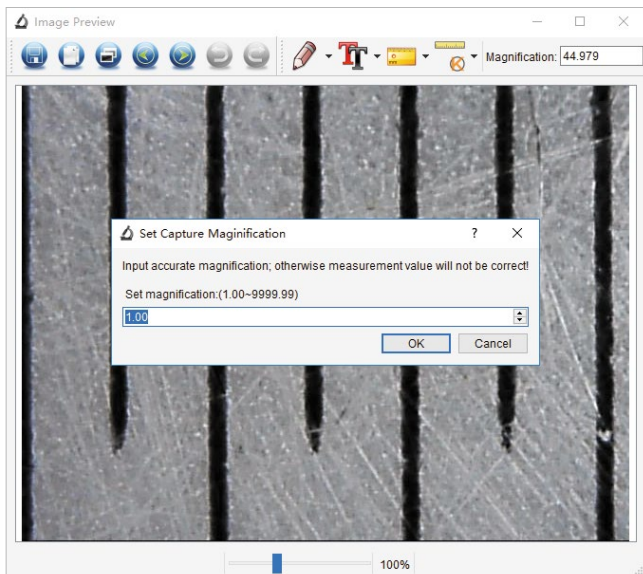 Image Preview
Magnification: 44.979
Set Capture Maginification
Input accurate magnification; otherwise measurement value will not be correct!
Set magnification:(1.00~9999.99)
1.00
OK Cancel
100%